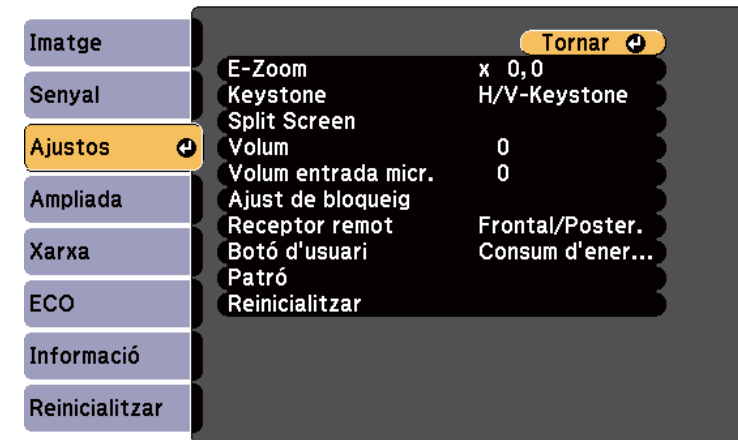 Imatge
Senyal
Ajustos
Ampliada
Xarxa
ECO
Informació
Reinicialitzar
Tornar
E-Zoom x 0,0
Keystone H/V-Keystone
Split Screen
Volum 0
Volum entrada micr. 0
Ajust de bloqueig
Receptor remot Frontal/Poster.
Botó d'usuari Consum d'ener...
Patró
Reinicialitzar